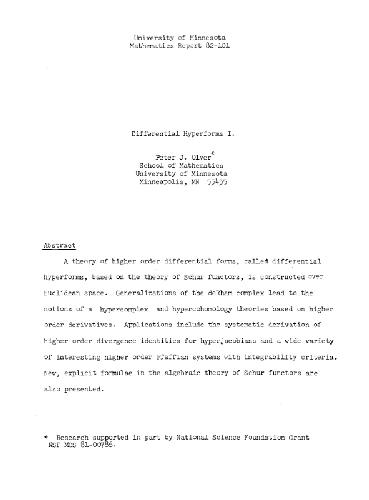 University of Minnesota
Mathematics Report 82-101
Differential Hyperforms I.
Peter J. Olver*
School of Mathematics
University of Minnesota
Minneapolis, MN 55455
Abstract
A theory of higher order differential forms, called differential
hyperforms, based on the theory of Schur functors, is constructed over
Euclidean space. Generalizations of the deRham complex lead to the
notions of a hypercomplex and hypercohomology theories based on higher
order derivatives. Applications include the systematic derivation of
higher order divergence identities for hyperjacobians and a wide variety
of interesting higher order Pfaffian systems with integrability criteria.
New, explicit formulae in the algebraic theory of Schur functors are
also presented.
* Research supported in part by National Science Foundation Grant
NSF MCS 81-00786.